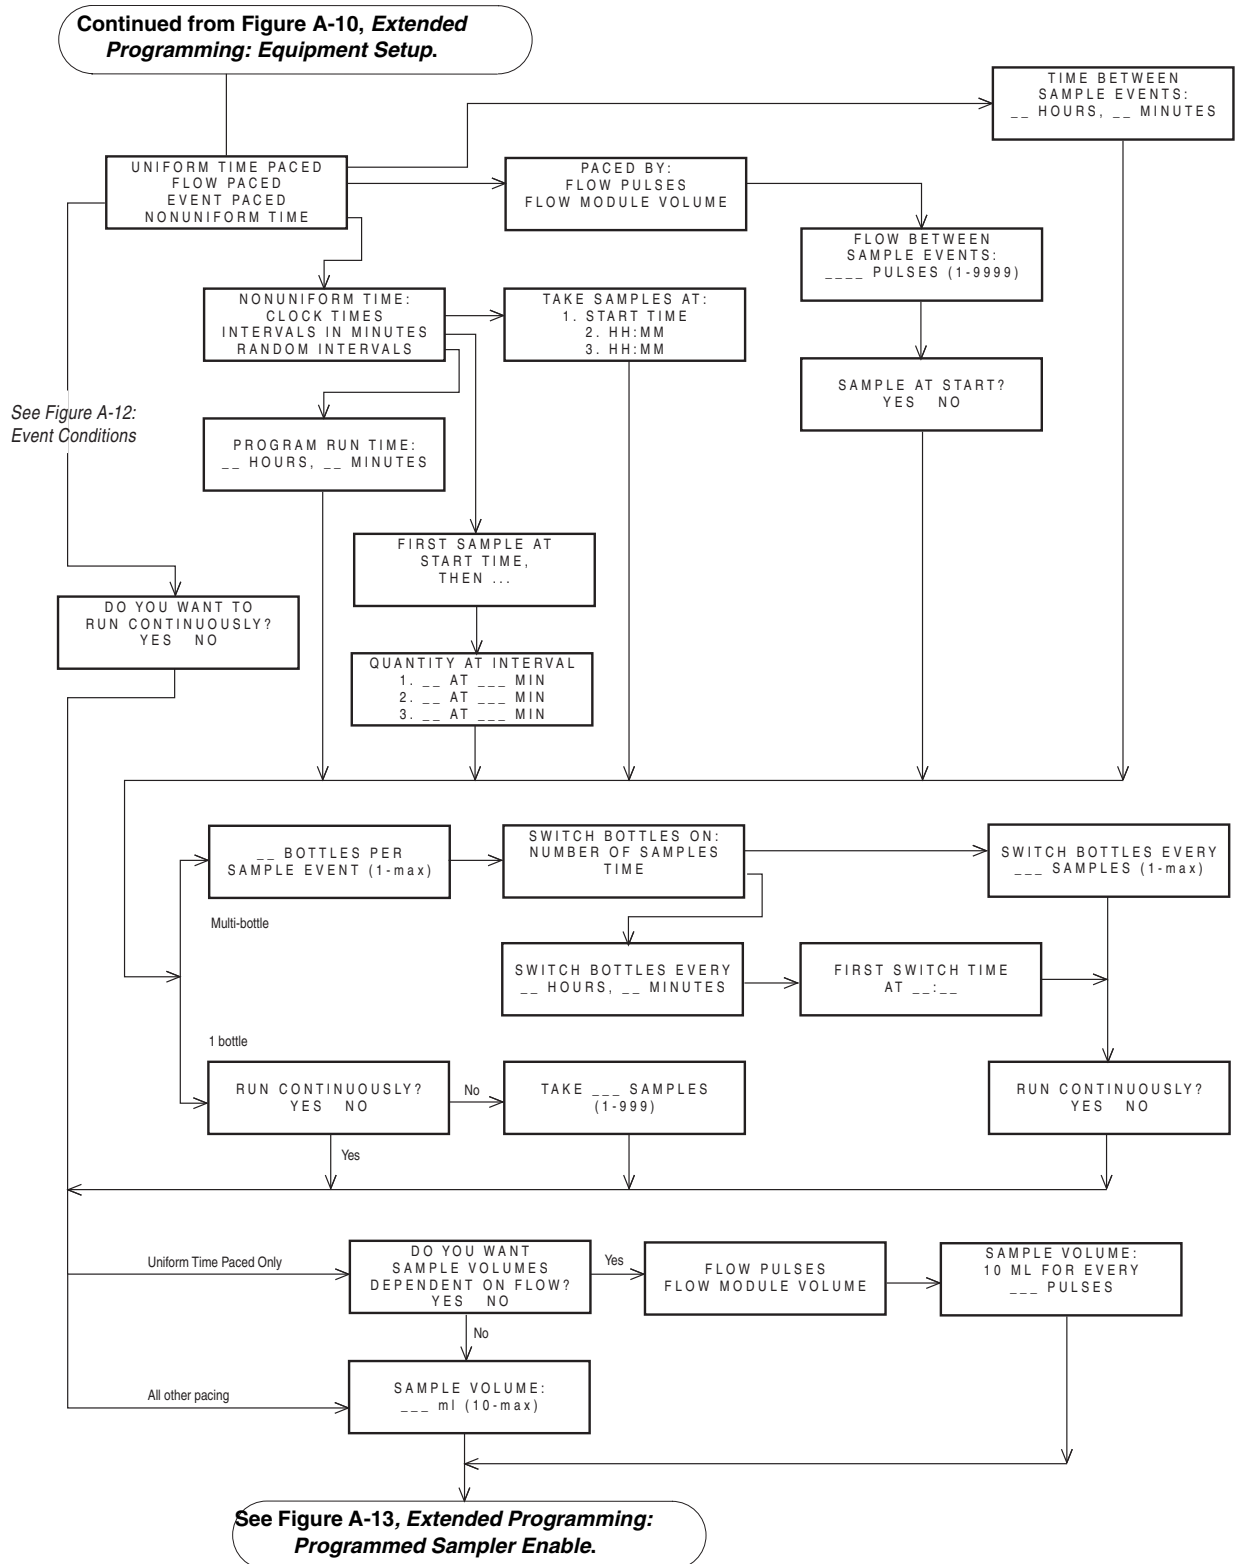 Continued from Figure A-10, Extended
Programming: Equipment Setup.
TIME BETWEEN
SAMPLE EVENTS:
__ HOURS, __ MINUTES
UNIFORM TIME PACED
FLOW PACED
EVENT PACED
NONUNIFORM TIME
PACED BY:
FLOW PULSES
FLOW MODULE VOLUME
FLOW BETWEEN
SAMPLE EVENTS:
____ PULSES (1-9999)
NONUNIFORM TIME:
CLOCK TIMES
INTERVALS IN MINUTES
RANDOM INTERVALS
TAKE SAMPLES AT:
1. START TIME
2. HH:MM
3. HH:MM
SAMPLE AT START?
YES NO
See Figure A-12:
Event Conditions
PROGRAM RUN TIME:
__ HOURS, __ MINUTES
FIRST SAMPLE AT
START TIME,
THEN ...
DO YOU WANT TO
RUN CONTINUOUSLY?
YES NO
QUANTITY AT INTERVAL
1. __ AT ___ MIN
2. __ AT ___ MIN
3. __ AT ___ MIN
__ BOTTLES PER
SAMPLE EVENT (1-max)
SWITCH BOTTLES ON:
NUMBER OF SAMPLES
TIME
SWITCH BOTTLES EVERY
___ SAMPLES (1-max)
Multi-bottle
SWITCH BOTTLES EVERY
__ HOURS, __ MINUTES
FIRST SWITCH TIME
AT __:__
1 bottle
RUN CONTINUOUSLY?
YES NO
No
TAKE ___ SAMPLES
(1-999)
RUN CONTINUOUSLY?
YES NO
Yes
Uniform Time Paced Only
DO YOU WANT
SAMPLE VOLUMES
DEPENDENT ON FLOW?
YES NO
Yes
FLOW PULSES
FLOW MODULE VOLUME
SAMPLE VOLUME:
10 ML FOR EVERY
___ PULSES
No
All other pacing
SAMPLE VOLUME:
___ ml (10-max)
See Figure A-13, Extended Programming:
Programmed Sampler Enable.